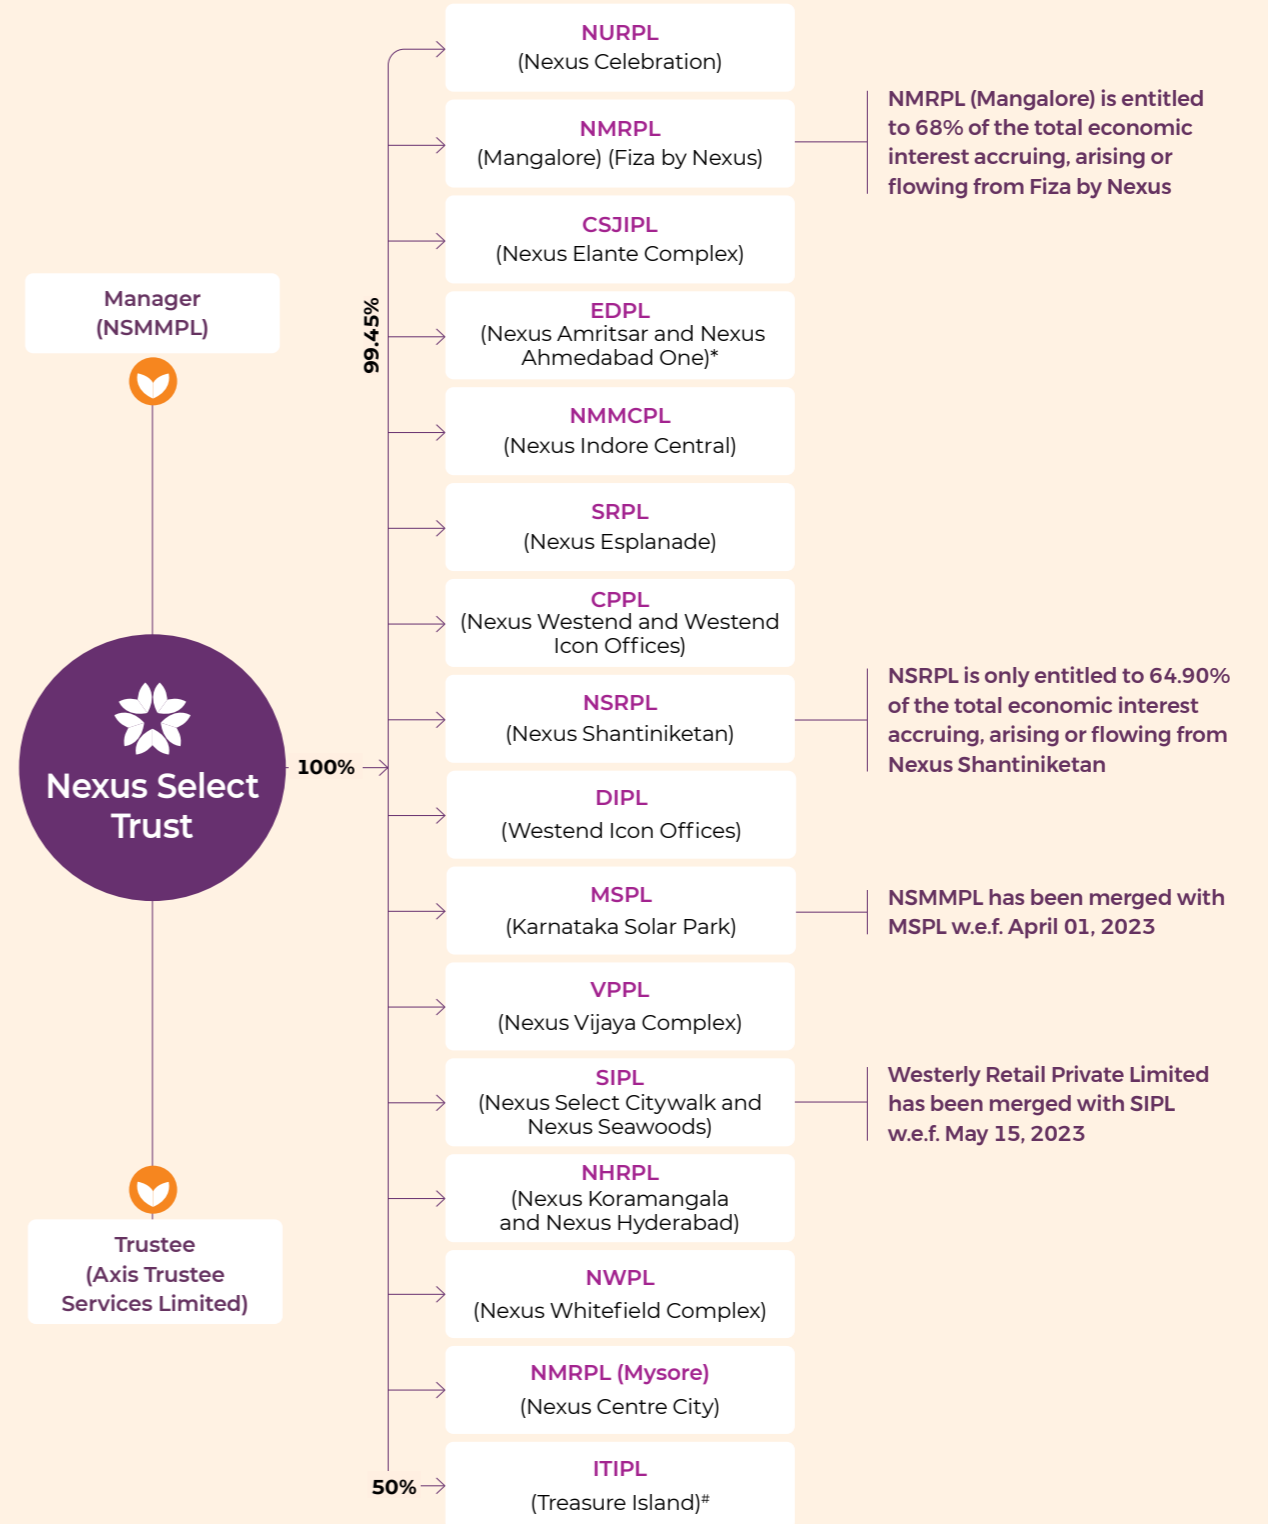 Manager
(NSMMPL)
Nexus Select
Trust
Trustee
(Axis Trustee
Services Limited)
100%
99.45%
50%
NURPL
(Nexus Celebration)
NMRPL
(Mangalore) (Fiza by Nexus)
NMRPL (Mangalore) is entitled
to 68% of the total economic
interest accruing, arising or
flowing from Fiza by Nexus
CSJIPL
(Nexus Elante Complex)
EDPL
(Nexus Amritsar and Nexus
Ahmedabad One)*
NMMCPL
(Nexus Indore Central)
SRPL
(Nexus Esplanade)
CPPL
(Nexus Westend and Westend
Icon Offices)
NSRPL
(Nexus Shantiniketan)
NSRPL is only entitled to 64.90%
of the total economic interest
accruing, arising or flowing from
Nexus Shantiniketan
DIPL
(Westend Icon Offices)
MSPL
(Karnataka Solar Park)
NSMMPL has been merged with
MSPL w.e.f. April 01, 2023
VPPL
(Nexus Vijaya Complex)
SIPL
(Nexus Select Citywalk and
Nexus Seawoods)
Westerly Retail Private Limited
has been merged with SIPL
w.e.f. May 15, 2023
NHRPL
(Nexus Koramangala
and Nexus Hyderabad)
NWPL
(Nexus Whitefield Complex)
NMRPL (Mysore)
(Nexus Centre City)
ITIPL
(Treasure Island)#